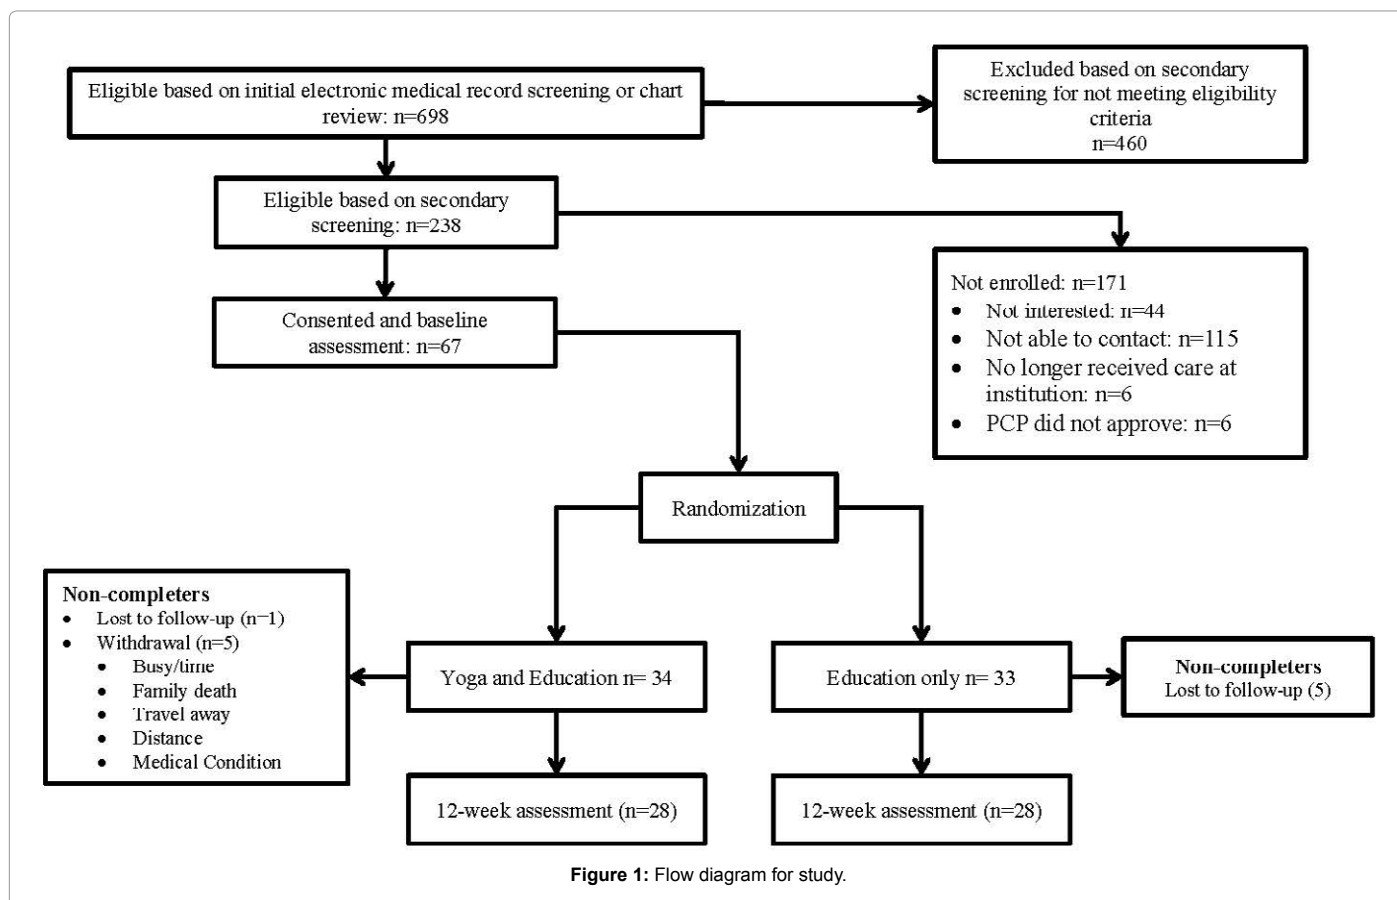 Eligible based on initial electronic medical record screening or chart
review: n=698
Excluded based on secondary
screening for not meeting eligibility
criteria
n=460
Eligible based on secondary
screening: n=238
Not enrolled: n=171
• Not interested: n=44
• Not able to contact: n=115
• No longer received care at
institution: n=6
• PCP did not approve: n=6
Consented and baseline
assessment: n=67
Randomization
Non-completers
• Lost to follow-up (n=1)
• Withdrawal (n=5)
• Busy/time
• Family death
• Travel away
• Distance
• Medical Condition
Yoga and Education n= 34
Education only n= 33
Non-completers
Lost to follow-up (5)
12-week assessment (n=28)
12-week assessment (n=28)
Figure 1: Flow diagram for study.